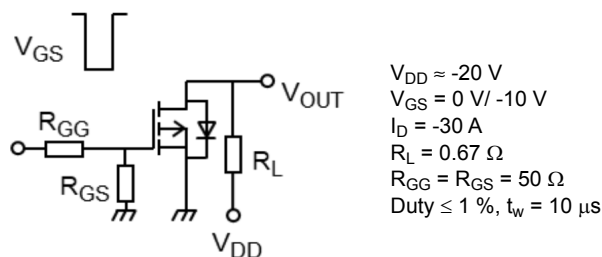 V_GS
V_OUT
R_GG
R_GS
R_L
V_DD
V_DD ≈ -20 V
V_GS = 0 V/ -10 V
I_D = -30 A
R_L = 0.67 Ω
R_GG = R_GS = 50 Ω
Duty ≤ 1 %, t_w = 10 μs